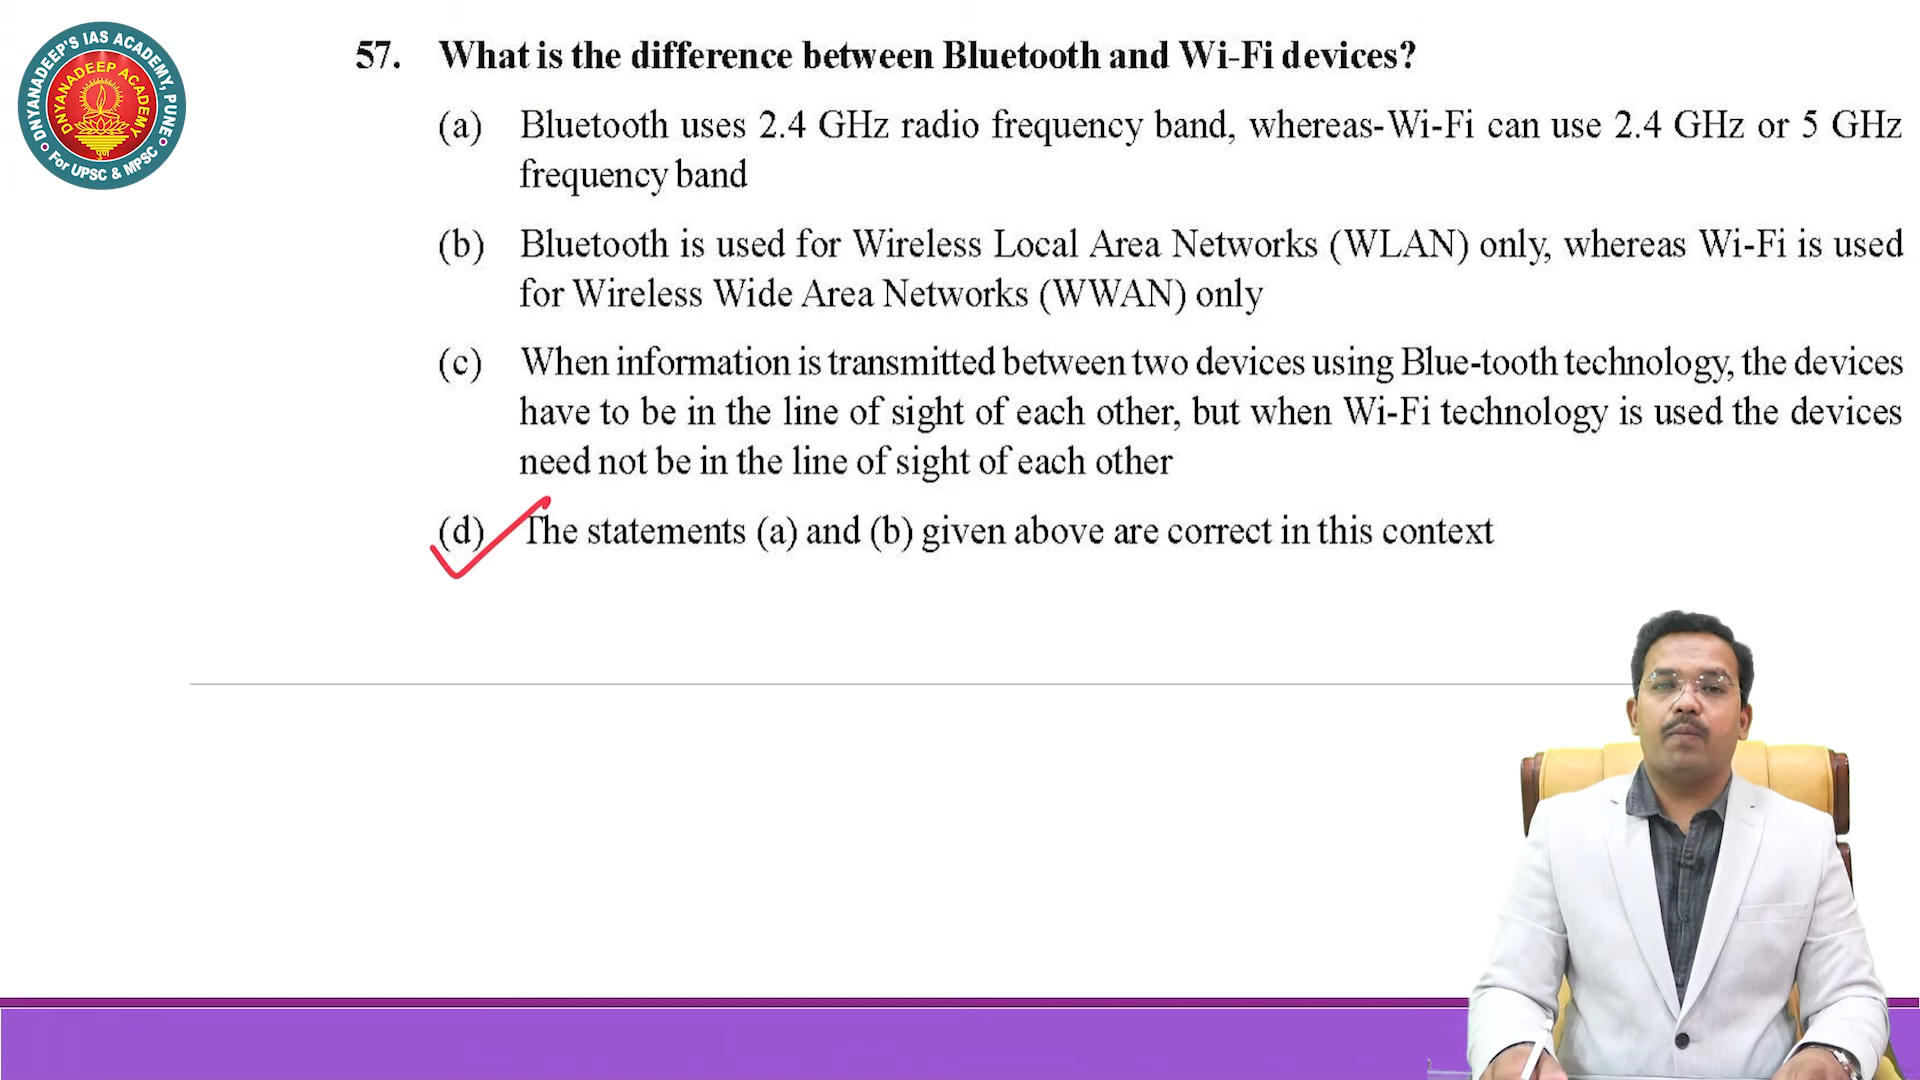 DNYANADEEP'S IAS ACADEMY, PUNE
DNYANADEEP ACADEMY
पुणे
For UPSC & MPSC
57. What is the difference between Bluetooth and Wi-Fi devices?
(a) Bluetooth uses 2.4 GHz radio frequency band, whereas-Wi-Fi can use 2.4 GHz or 5 GHz
frequency band
(b) Bluetooth is used for Wireless Local Area Networks (WLAN) only, whereas Wi-Fi is used
for Wireless Wide Area Networks (WWAN) only
(c) When information is transmitted between two devices using Blue-tooth technology, the devices
have to be in the line of sight of each other, but when Wi-Fi technology is used the devices
need not be in the line of sight of each other
(d) The statements (a) and (b) given above are correct in this context